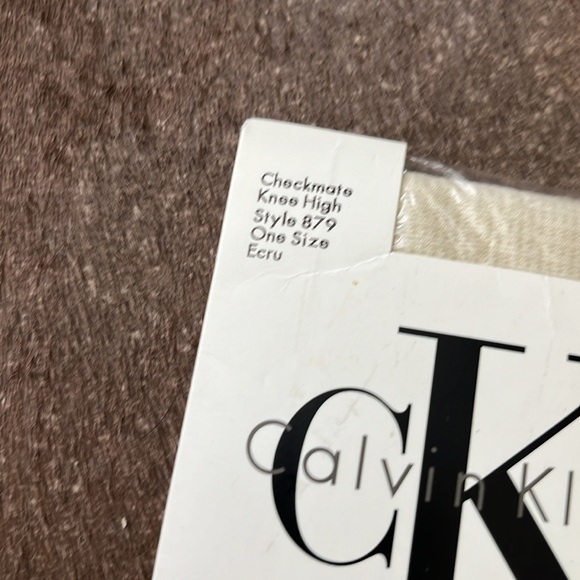 Checkmate
Knee High
Style 879
One Size
Ecru
cK
Calvin Kl